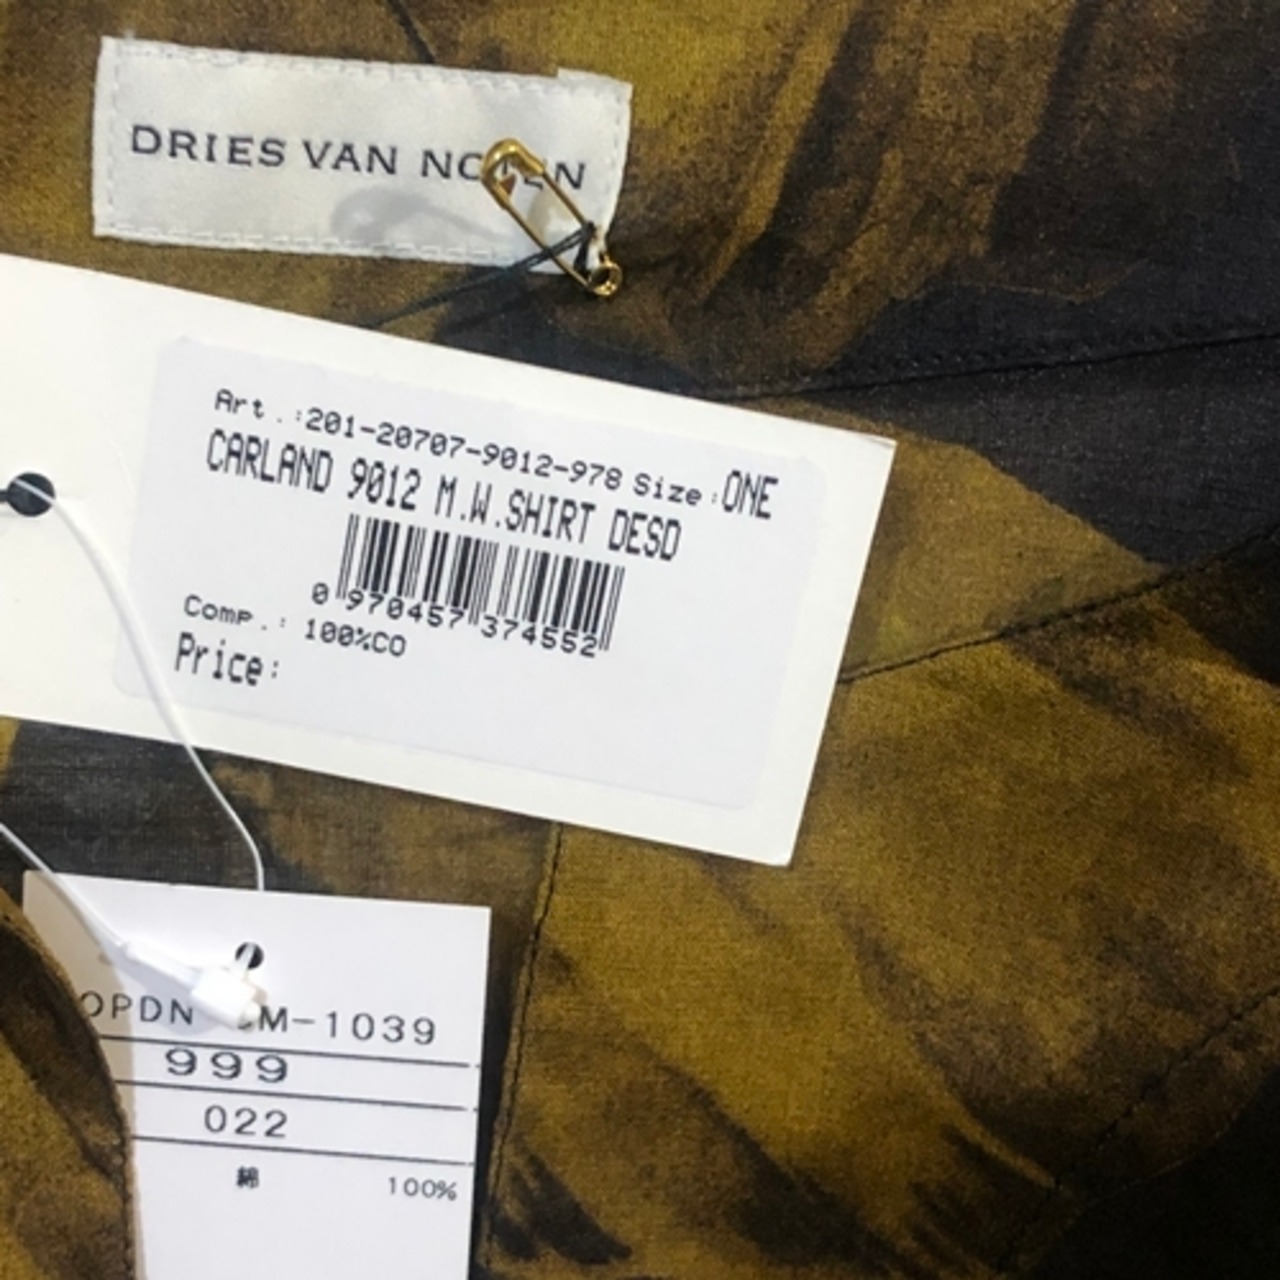 DRIES VAN NOTEN
Art.:201-20707-9012-978 Size:ONE
CARLAND 9012 M.W.SHIRT DESD
0 970457 374552
Comp.: 100%CO
Price:
OPDN M-1039
999
022
綿 100%